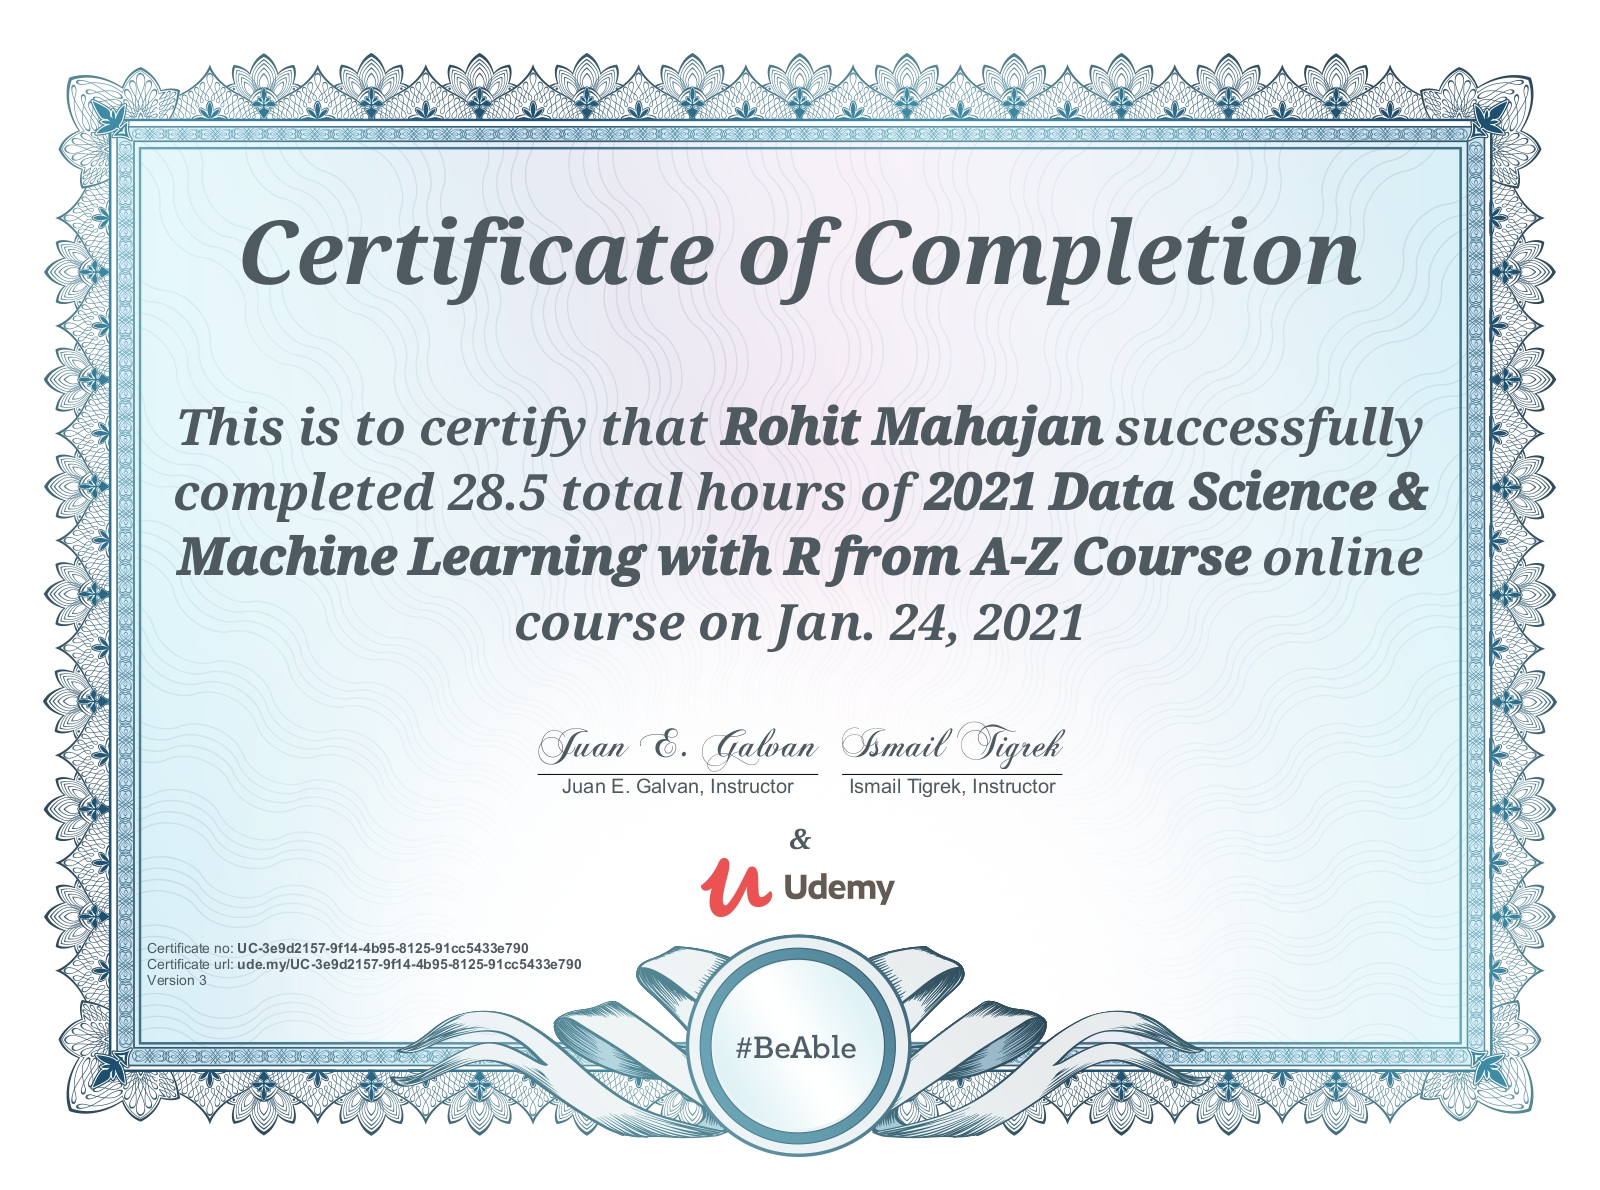 Certificate of Completion
This is to certify that Rohit Mahajan successfully
completed 28.5 total hours of 2021 Data Science &
Machine Learning with R from A-Z Course online
course on Jan. 24, 2021
Juan E. Galvan Ismail Tigrek
Juan E. Galvan, Instructor Ismail Tigrek, Instructor
&
Udemy
Certificate no: UC-3e9d2157-9f14-4b95-8125-91cc5433e790
Certificate url: ude.my/UC-3e9d2157-9f14-4b95-8125-91cc5433e790
Version 3
#BeAble